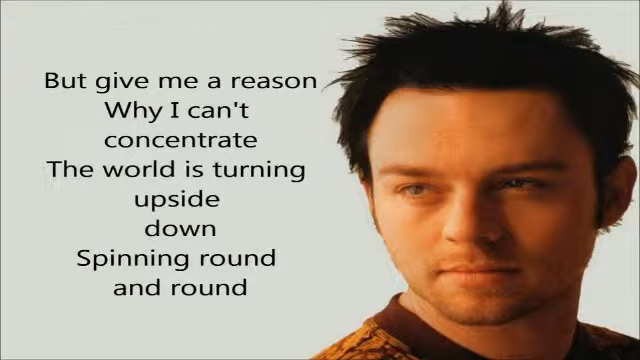 But give me a reason
Why I can't
concentrate
The world is turning
upside
down
Spinning round
and round